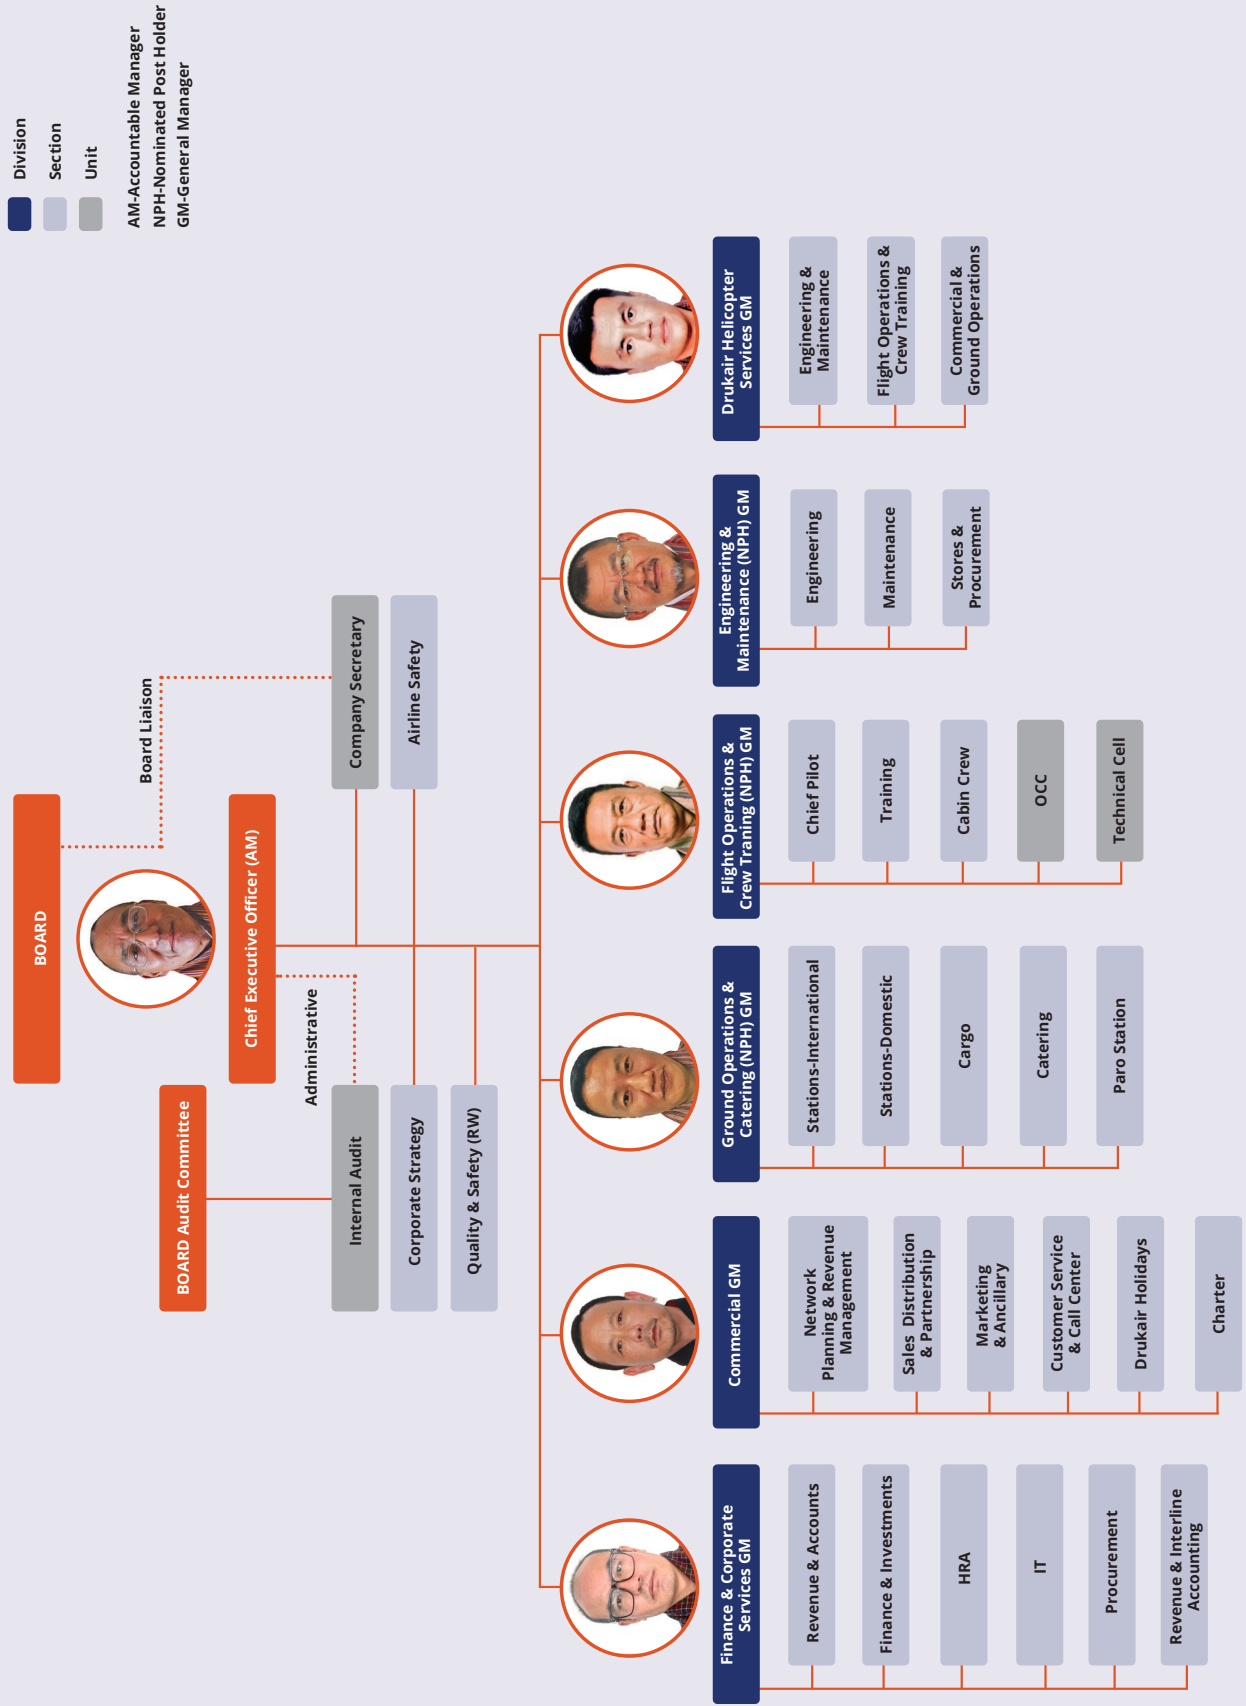 Division
Section
Unit
AM-Accountable Manager
NPH-Nominated Post Holder
GM-General Manager
BOARD
Board Liaison
BOARD Audit Committee
Chief Executive Officer (AM)
Administrative
Internal Audit
Company Secretary
Corporate Strategy
Airline Safety
Quality & Safety (RW)
Finance & Corporate
Services GM
Revenue & Accounts
Finance & Investments
HRA
IT
Procurement
Revenue & Interline
Accounting
Commercial GM
Network
Planning & Revenue
Management
Sales Distribution
& Partnership
Marketing
& Ancillary
Customer Service
& Call Center
Drukair Holidays
Charter
Ground Operations &
Catering (NPH) GM
Stations-International
Stations-Domestic
Cargo
Catering
Paro Station
Flight Operations &
Crew Traning (NPH) GM
Chief Pilot
Training
Cabin Crew
OCC
Technical Cell
Engineering &
Maintenance (NPH) GM
Engineering
Maintenance
Stores &
Procurement
Drukair Helicopter
Services GM
Engineering &
Maintenance
Flight Operations &
Crew Training
Commercial &
Ground Operations